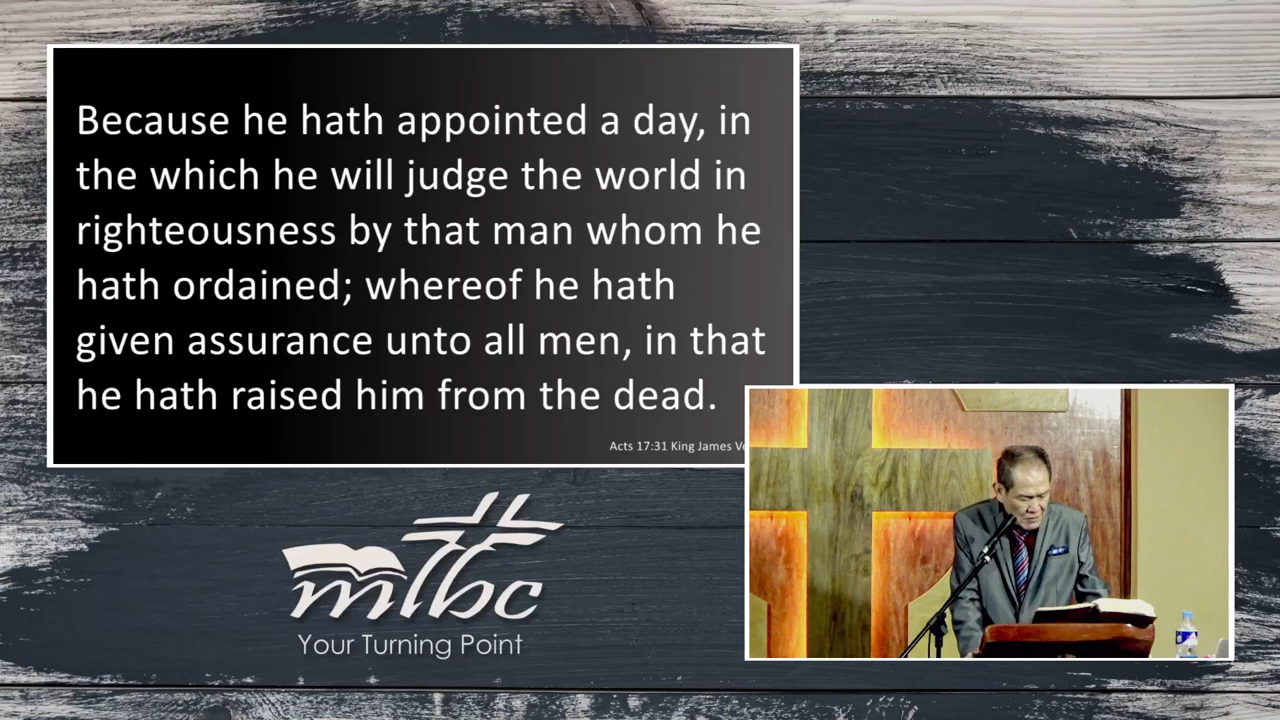 Because he hath appointed a day, in
the which he will judge the world in
righteousness by that man whom he
hath ordained; whereof he hath
given assurance unto all men, in that
he hath raised him from the dead.
Acts 17:31 King James
mlbc
Your Turning Point